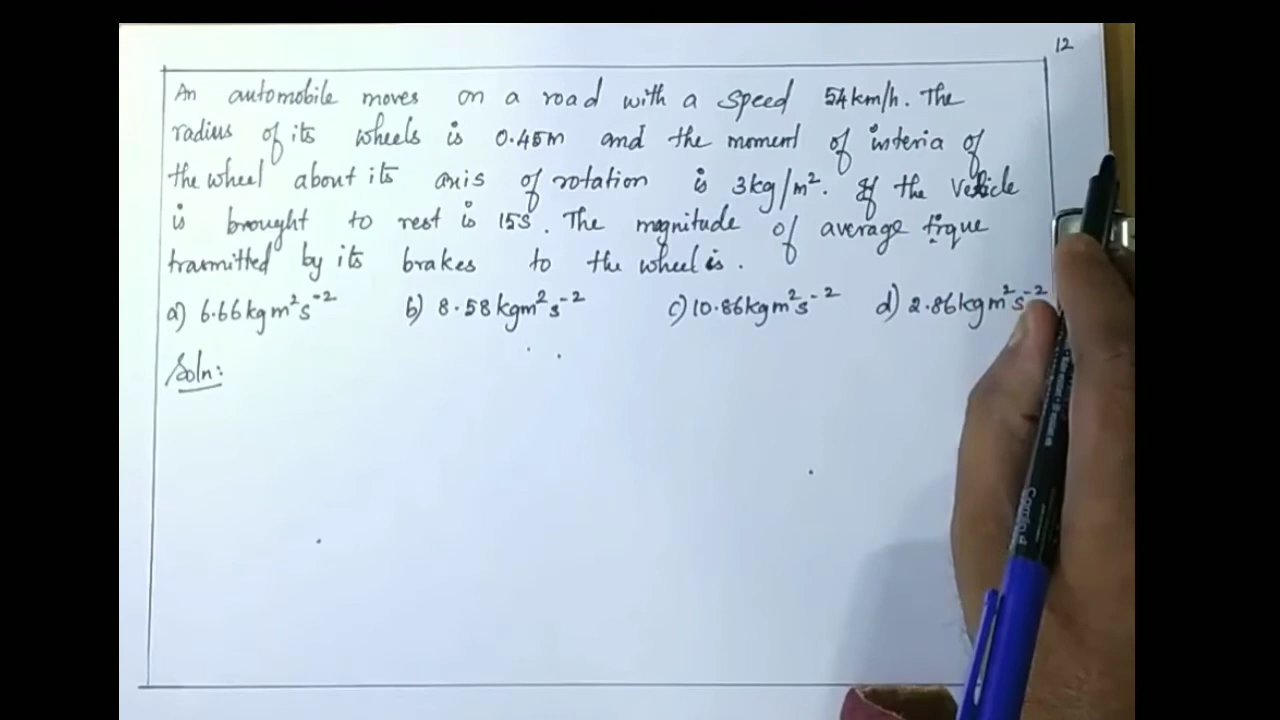 12
An automobile moves on a road with a speed 54km/h. The
radius of its wheels is 0.45m and the moment of interia of
the wheel about its axis of rotation is 3kg/m². If the Vehicle
is brought to rest is 15S. The magnitude of average trque
trasmitted by its brakes to the wheel is.
a) 6.66kgm²s⁻² b) 8.58kgm²s⁻² c) 10.86kgm²s⁻² d) 2.86kgm²s⁻²
Soln: